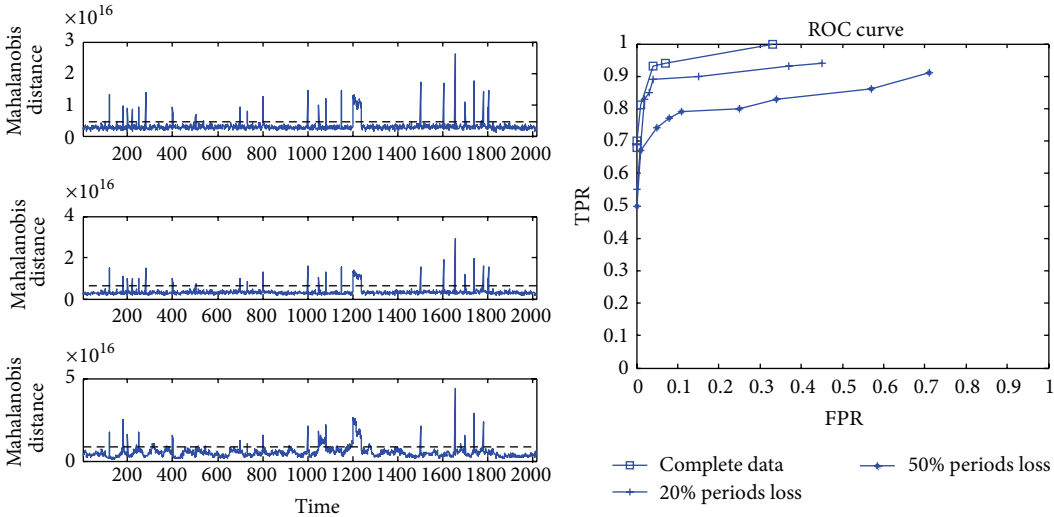 ×10^16
3
2
1
0
Mahalanobis
distance
200 400 600 800 1000 1200 1400 1600 1800 2000
×10^16
4
2
0
Mahalanobis
distance
200 400 600 800 1000 1200 1400 1600 1800 2000
×10^16
5
0
Mahalanobis
distance
200 400 600 800 1000 1200 1400 1600 1800 2000
Time
ROC curve
1
0.9
0.8
0.7
0.6
0.5
0.4
0.3
0.2
0.1
0
TPR
0 0.1 0.2 0.3 0.4 0.5 0.6 0.7 0.8 0.9 1
FPR
Complete data
20% periods loss
50% periods loss